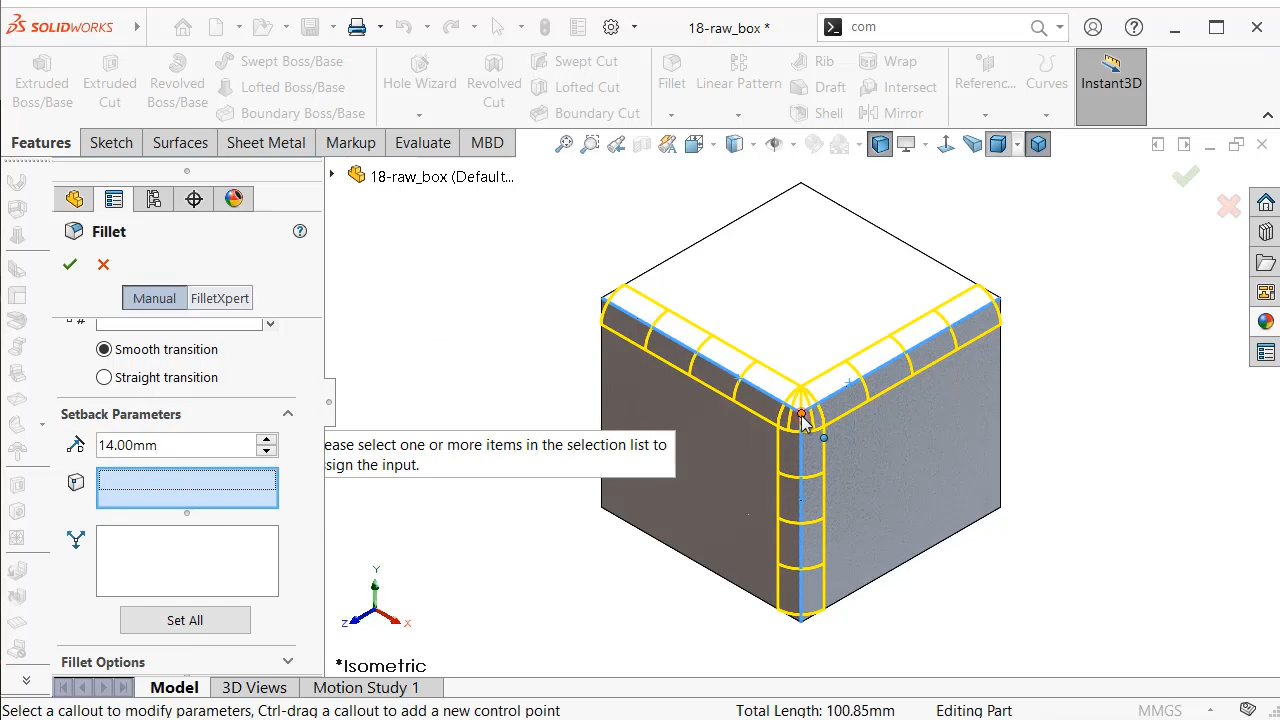 SOLIDWORKS
18-raw_box *
com
Extruded Boss/Base
Extruded Cut
Revolved Boss/Base
Swept Boss/Base
Lofted Boss/Base
Boundary Boss/Base
Hole Wizard
Revolved Cut
Swept Cut
Lofted Cut
Boundary Cut
Fillet
Linear Pattern
Rib
Draft
Shell
Wrap
Intersect
Mirror
Referenc...
Curves
Instant3D
Features
Sketch
Surfaces
Sheet Metal
Markup
Evaluate
MBD
18-raw_box (Default...
Fillet
Manual
FilletXpert
Smooth transition
Straight transition
Setback Parameters
14.00mm
ease select one or more items in the selection list to
sign the input.
Set All
Fillet Options
Y
Z
X
*Isometric
Model
3D Views
Motion Study 1
Select a callout to modify parameters, Ctrl-drag a callout to add a new control point
Total Length: 100.85mm
Editing Part
MMGS